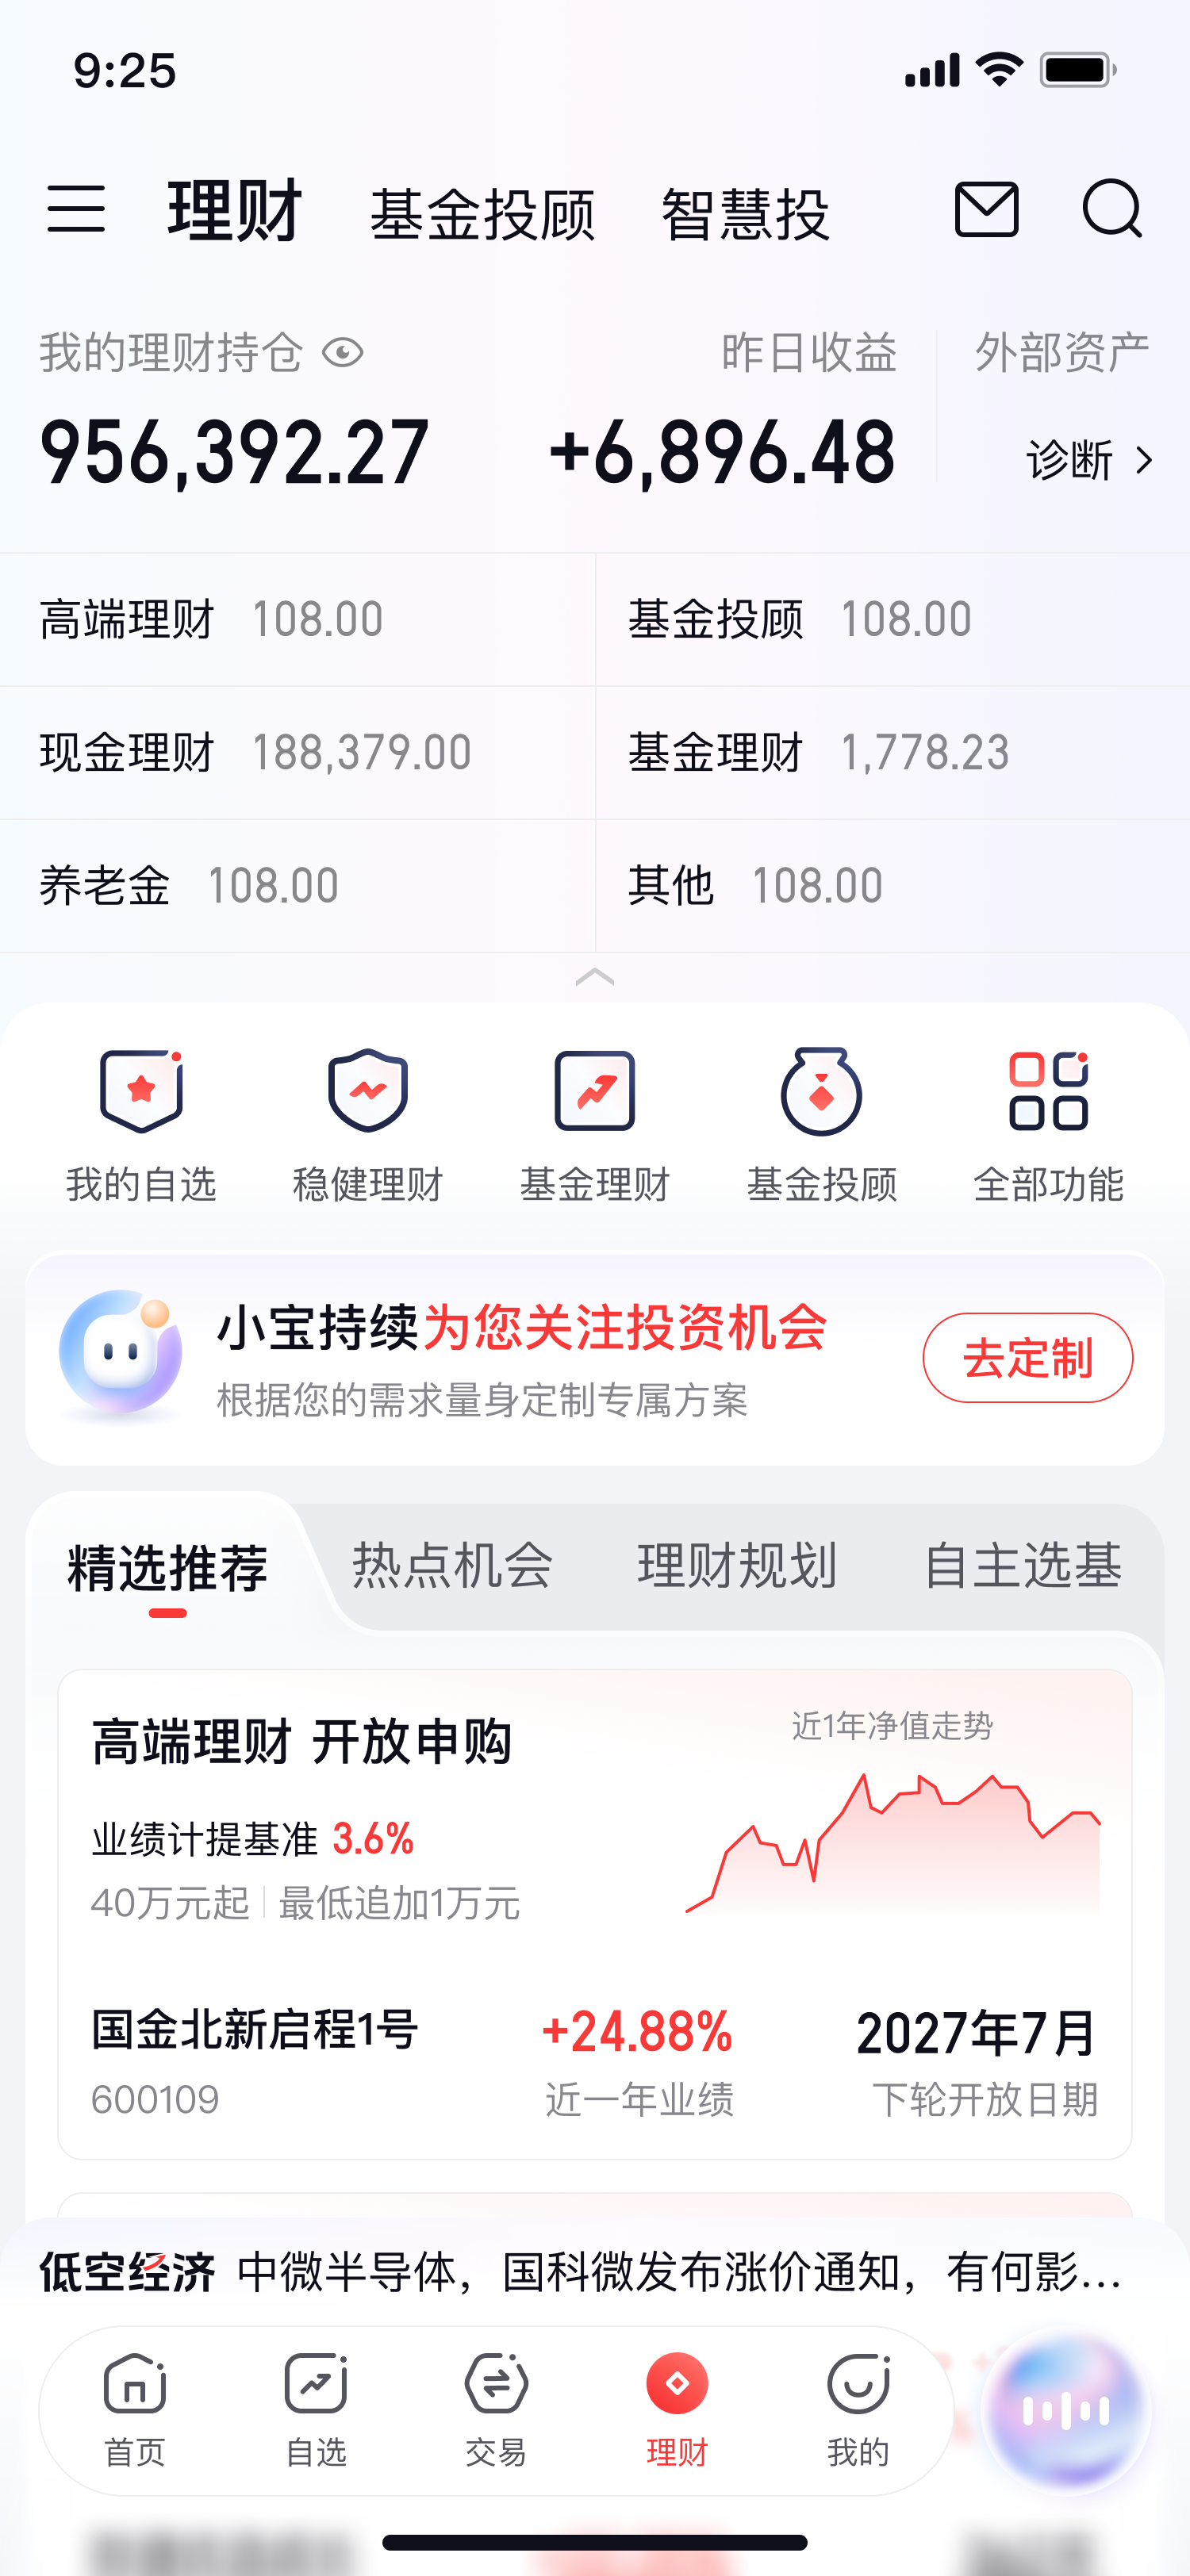 9:25
理财 基金投顾 智慧投
我的理财持仓 昨日收益 外部资产
956,392.27 +6,896.48 诊断
高端理财 108.00 基金投顾 108.00
现金理财 188,379.00 基金理财 1,778.23
养老金 108.00 其他 108.00
我的自选 稳健理财 基金理财 基金投顾 全部功能
小宝持续为您关注投资机会
根据您的需求量身定制专属方案
去定制
精选推荐 热点机会 理财规划 自主选基
高端理财 开放申购
近1年净值走势
业绩计提基准 3.6%
40万元起 最低追加1万元
国金北新启程1号 +24.88% 2027年7月
600109 近一年业绩 下轮开放日期
低空经济 中微半导体，国科微发布涨价通知，有何影...
首页 自选 交易 理财 我的